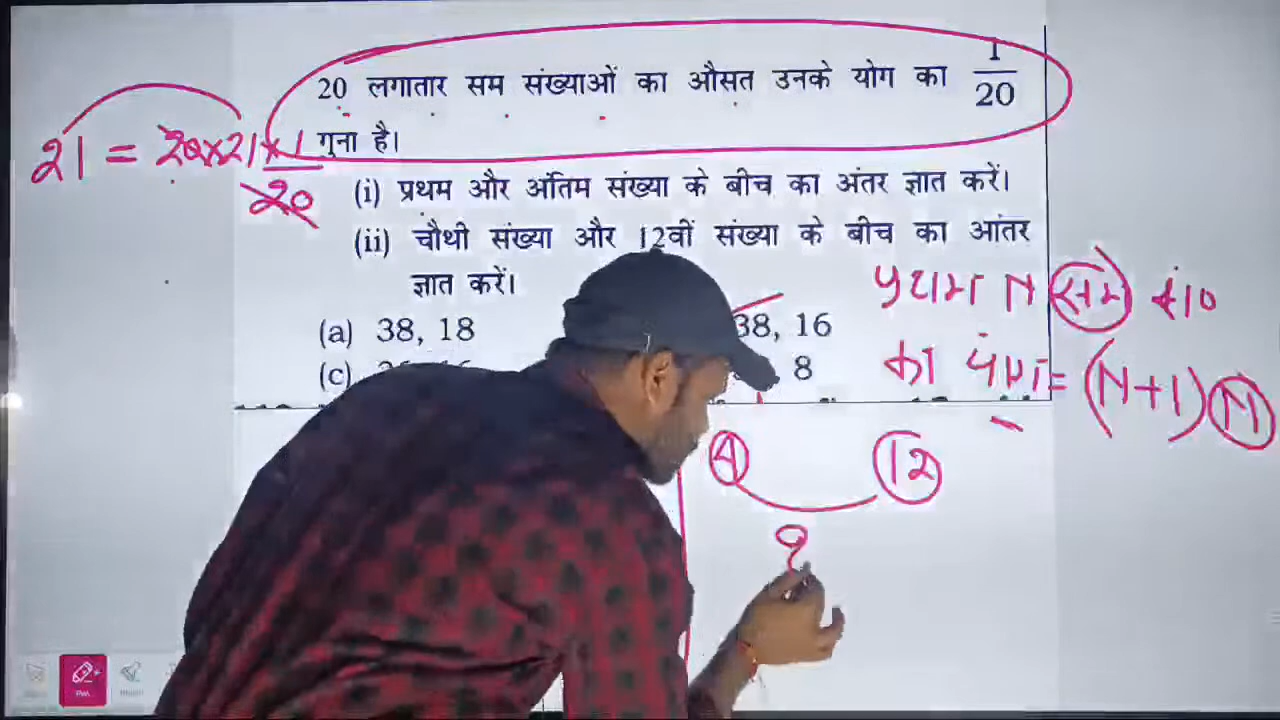 20 लगातार सम संख्याओं का औसत उनके योग का 1/20
गुना है।
21 = 20×21×1/20
(i) प्रथम और अंतिम संख्या के बीच का अंतर ज्ञात करें।
(ii) चौथी संख्या और 12वीं संख्या के बीच का आंतर
ज्ञात करें।
(a) 38, 18
38, 16
(c)
8
प्रथम N सम सं०
का = (N+1) N
4 12